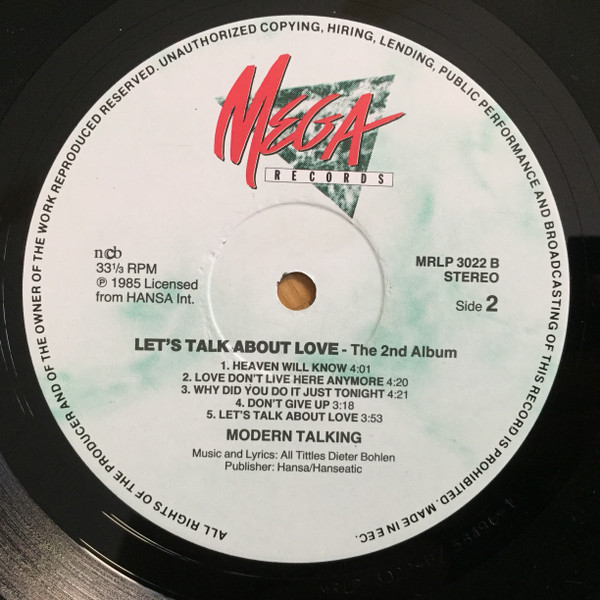 ALL RIGHTS OF THE PRODUCER AND OF THE OWNER OF THE WORK REPRODUCED RESERVED. UNAUTHORIZED COPYING, HIRING, LENDING, PUBLIC PERFORMANCE AND BROADCASTING OF THIS RECORD IS PROHIBITED. MADE IN EEC.
MEGA
RECORDS
ncb
33⅓ RPM
℗ 1985 Licensed
from HANSA Int.
MRLP 3022 B
STEREO
Side 2
LET'S TALK ABOUT LOVE - The 2nd Album
1. HEAVEN WILL KNOW 4:01
2. LOVE DON'T LIVE HERE ANYMORE 4:20
3. WHY DID YOU DO IT JUST TONIGHT 4:21
4. DON'T GIVE UP 3:18
5. LET'S TALK ABOUT LOVE 3:53
MODERN TALKING
Music and Lyrics: All Tittles Dieter Bohlen
Publisher: Hansa/Hanseatic